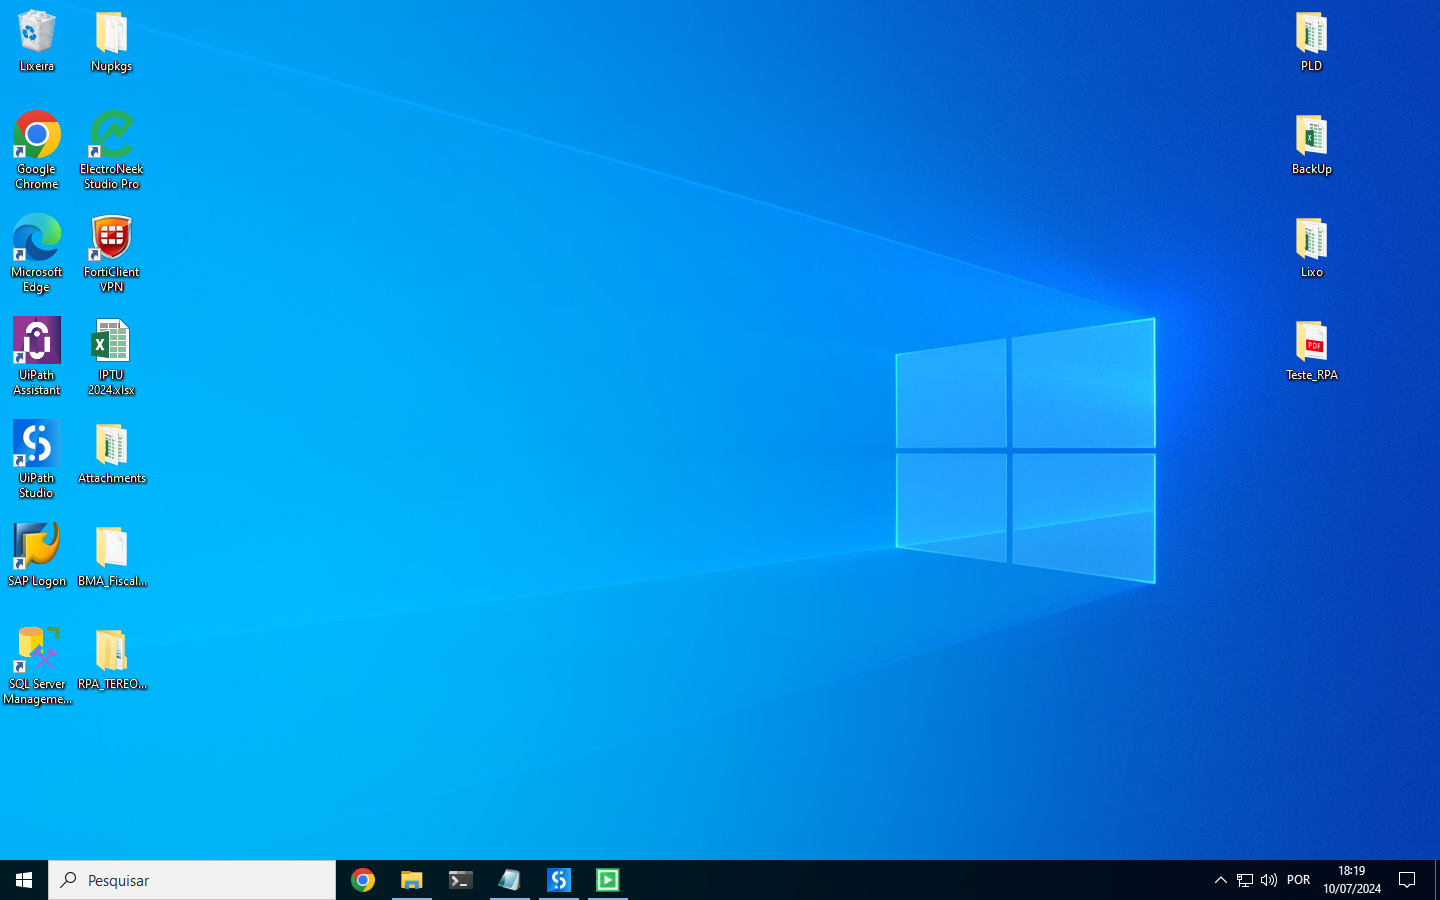 Lixeira
Nupkgs
Google
Chrome
ElectroNeek
Studio Pro
Microsoft
Edge
FortiClient
VPN
UiPath
Assistant
IPTU
2024.xlsx
UiPath
Studio
Attachments
SAP Logon
BMA_Fiscal...
SQL Server
Manageme...
RPA_TEREO...
PLD
BackUp
Lixo
PDF
Teste_RPA
Pesquisar
POR
18:19
10/07/2024